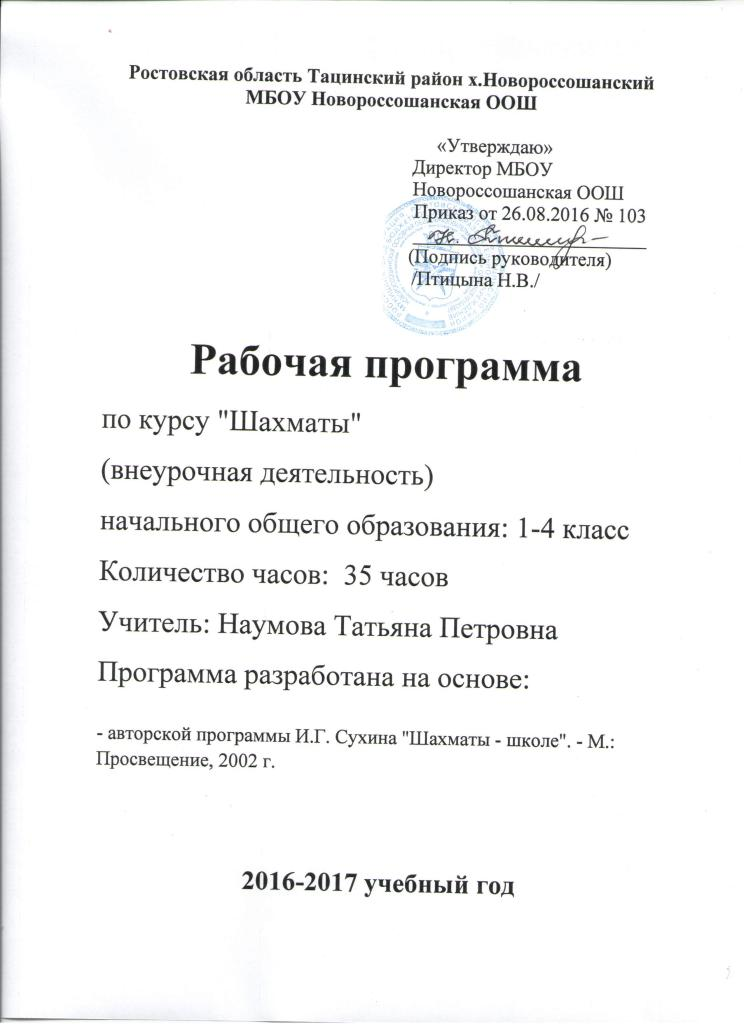 Ростовская область Тацинский район х.Новороссошанский
МБОУ Новороссошанская ООШ
«Утверждаю»
Директор МБОУ
Новороссошанская ООШ
Приказ от 26.08.2016 № 103
(Подпись руководителя)
/Птицына Н.В./
Рабочая программа
по курсу "Шахматы"
(внеурочная деятельность)
начального общего образования: 1-4 класс
Количество часов: 35 часов
Учитель: Наумова Татьяна Петровна
Программа разработана на основе:
- авторской программы И.Г. Сухина "Шахматы - школе". - М.:
Просвещение, 2002 г.
2016-2017 учебный год